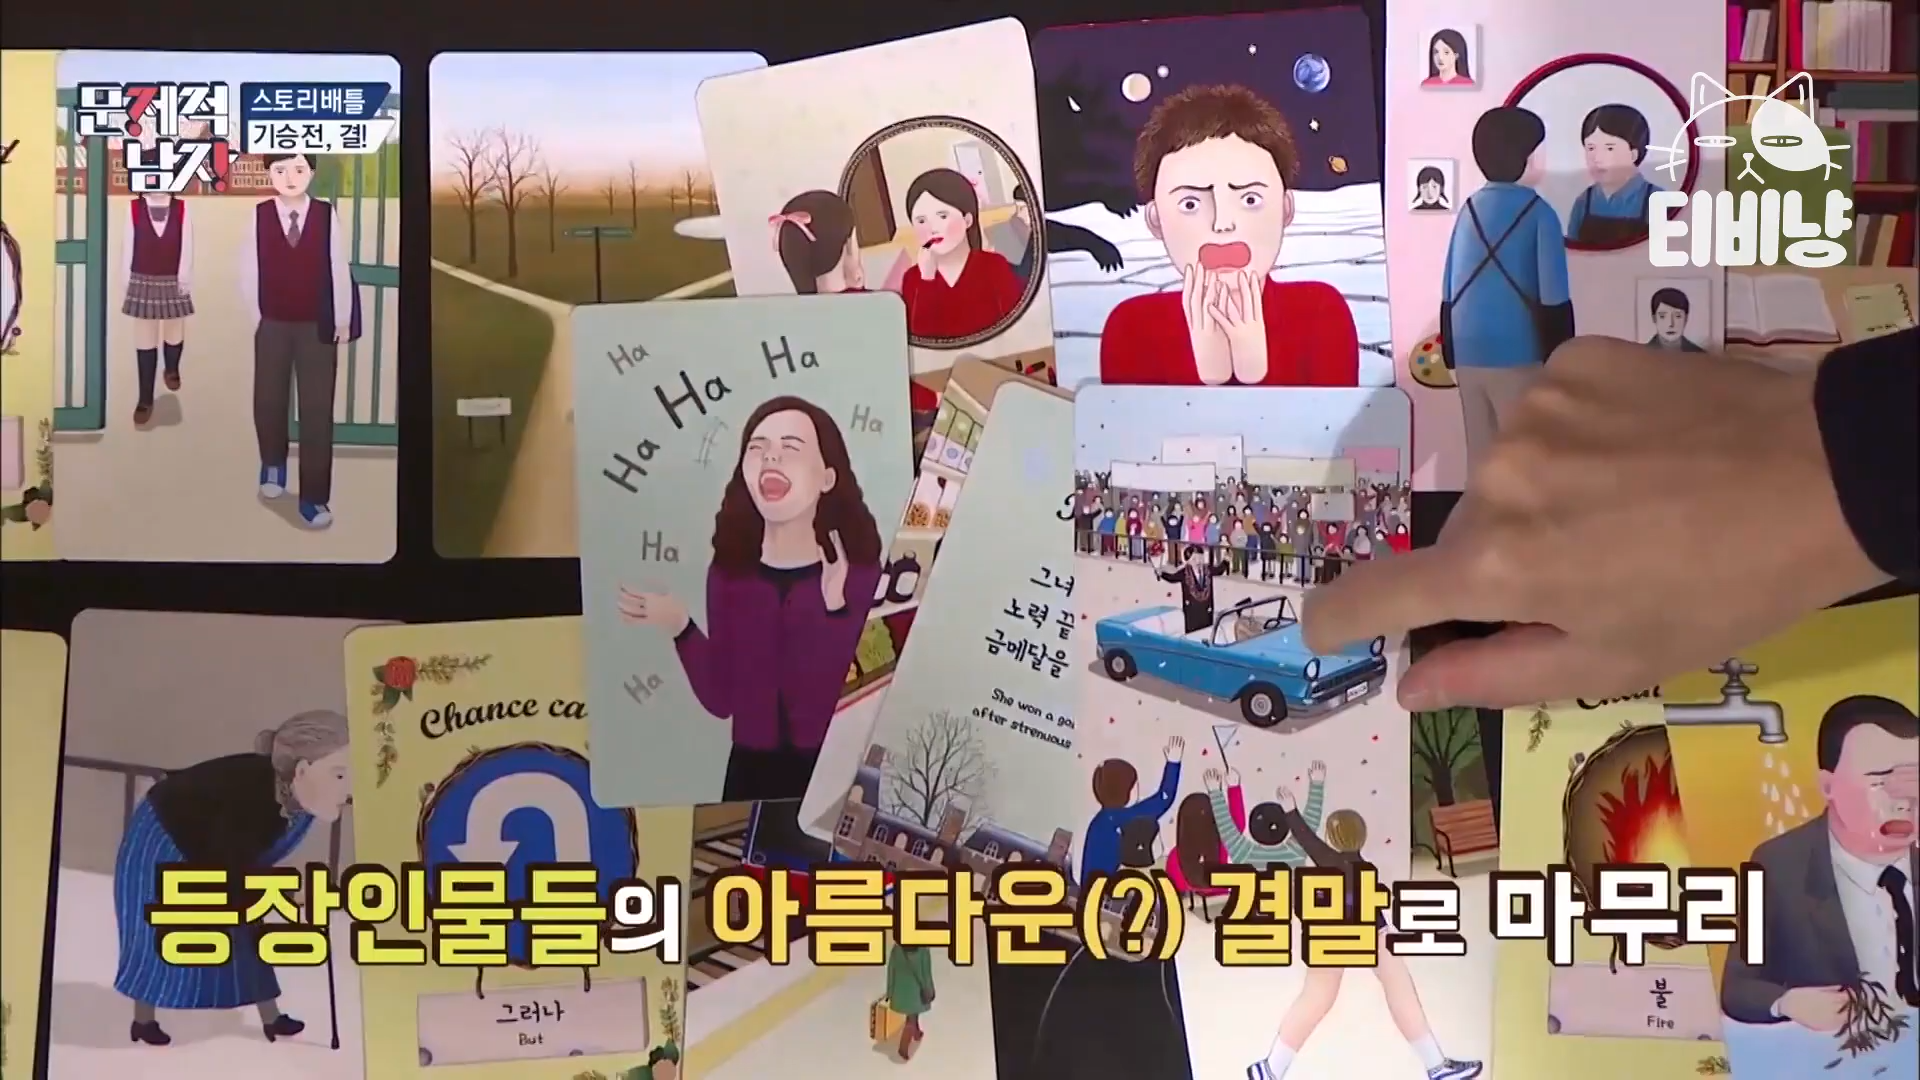 문제적
남자
스토리배틀
기승전, 결!
티비냥
Ha
Ha
Ha
Ha
Ha
Ha
Ha
그녀
노력 끝
금메달을
She won a
after strenuous
Chance
그러나
But
불
Fire
등장인물들의 아름다운(?) 결말로 마무리